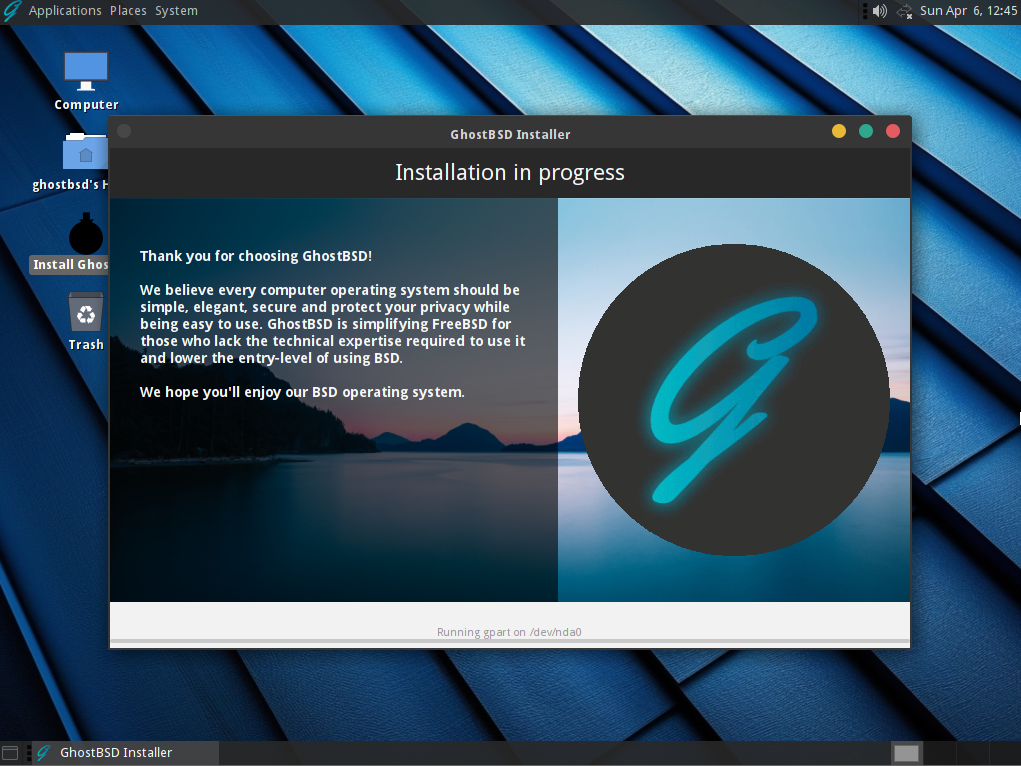 Applications Places System
Sun Apr 6, 12:45
Computer
ghostbsd's H
Install Ghos
Trash
GhostBSD Installer
Installation in progress
Thank you for choosing GhostBSD!
We believe every computer operating system should be
simple, elegant, secure and protect your privacy while
being easy to use. GhostBSD is simplifying FreeBSD for
those who lack the technical expertise required to use it
and lower the entry-level of using BSD.
We hope you'll enjoy our BSD operating system.
Running gpart on /dev/nda0
GhostBSD Installer